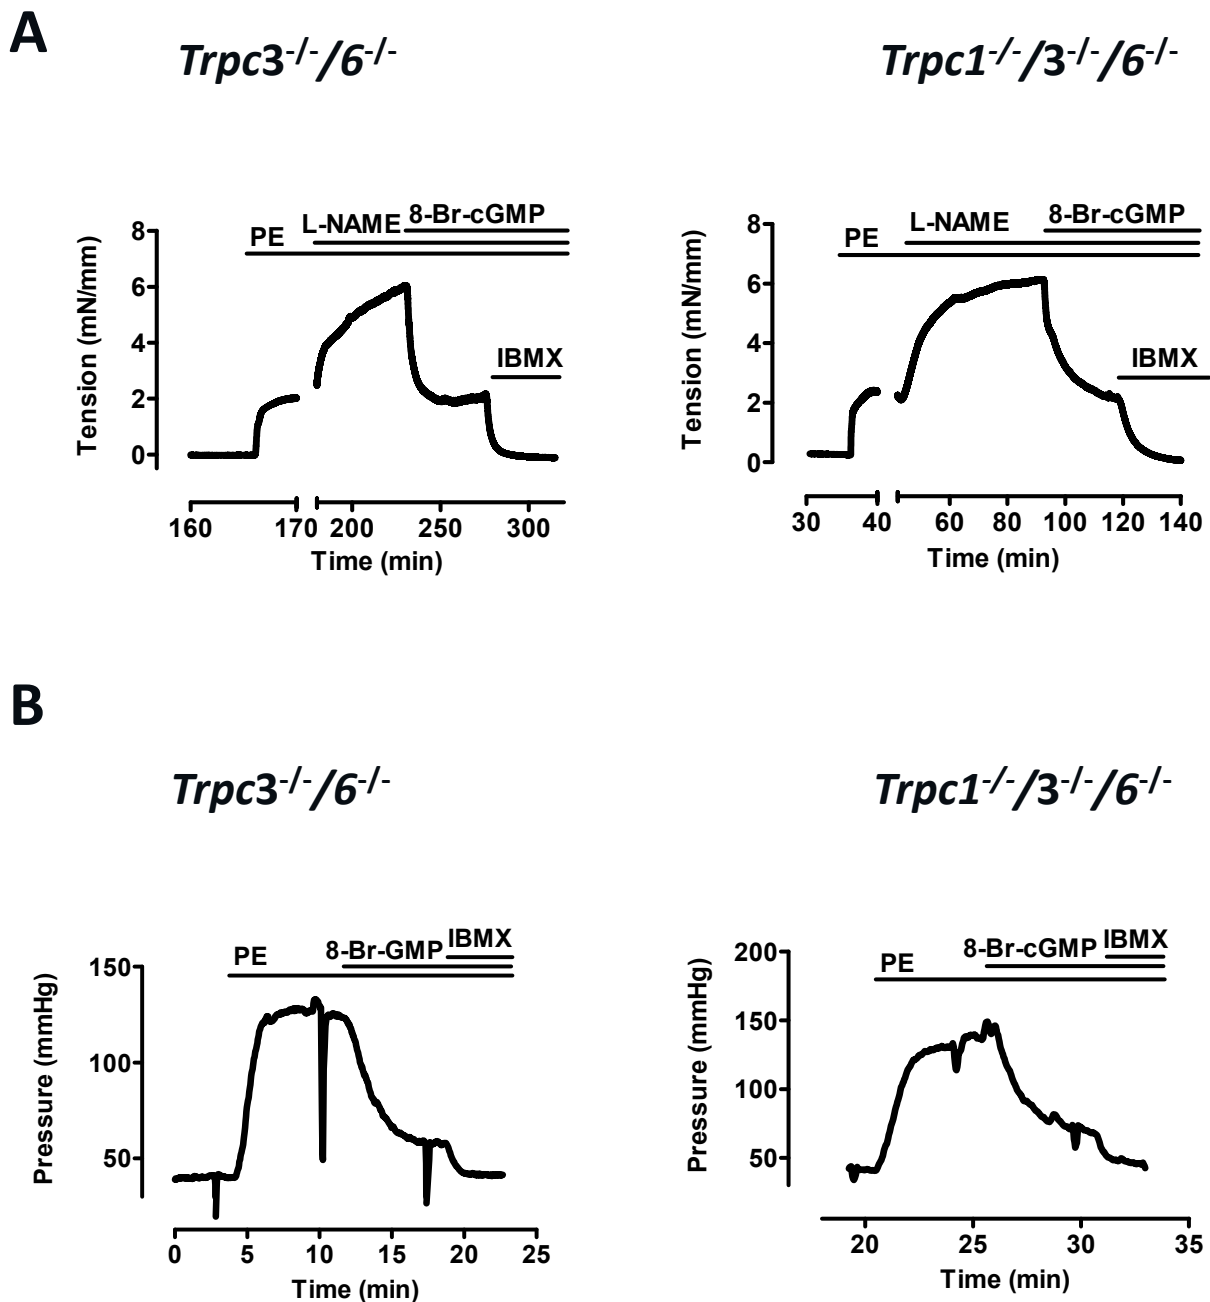 A
Trpc3-/-/6-/-
Trpc1-/-/3-/-/6-/-
8-Br-cGMP
L-NAME
PE
IBMX
8
6
4
2
0
Tension (mN/mm)
160 170 200 250 300
Time (min)
8-Br-cGMP
L-NAME
PE
IBMX
8
6
4
2
0
Tension (mN/mm)
30 40 60 80 100 120 140
Time (min)
B
Trpc3-/-/6-/-
Trpc1-/-/3-/-/6-/-
IBMX
8-Br-GMP
PE
150
100
50
Pressure (mmHg)
0 5 10 15 20 25
Time (min)
IBMX
8-Br-cGMP
PE
200
150
100
50
Pressure (mmHg)
20 25 30 35
Time (min)